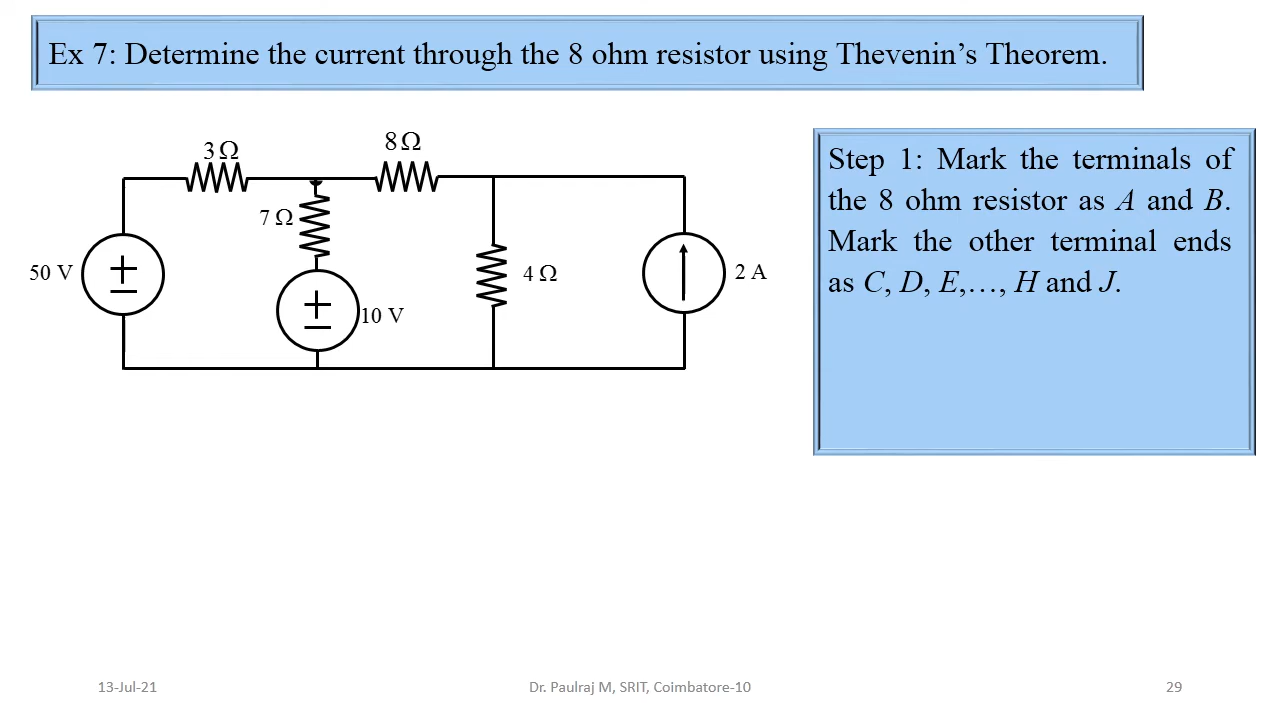 Ex 7: Determine the current through the 8 ohm resistor using Thevenin’s Theorem.
3 Ω
8 Ω
7 Ω
50 V
10 V
4 Ω
2 A
Step 1: Mark the terminals of
the 8 ohm resistor as A and B.
Mark the other terminal ends
as C, D, E,…, H and J.
13-Jul-21
Dr. Paulraj M, SRIT, Coimbatore-10
29